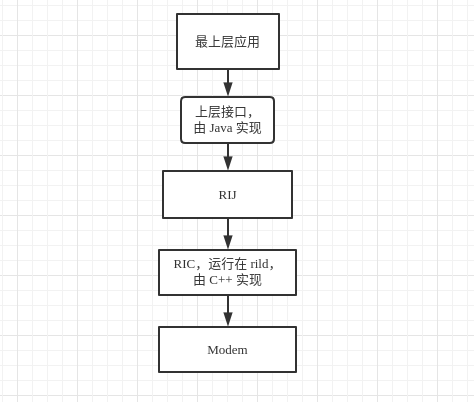 最上层应用
上层接口，
由 Java 实现
RIJ
RIC，运行在 rild，
由 C++ 实现
Modem